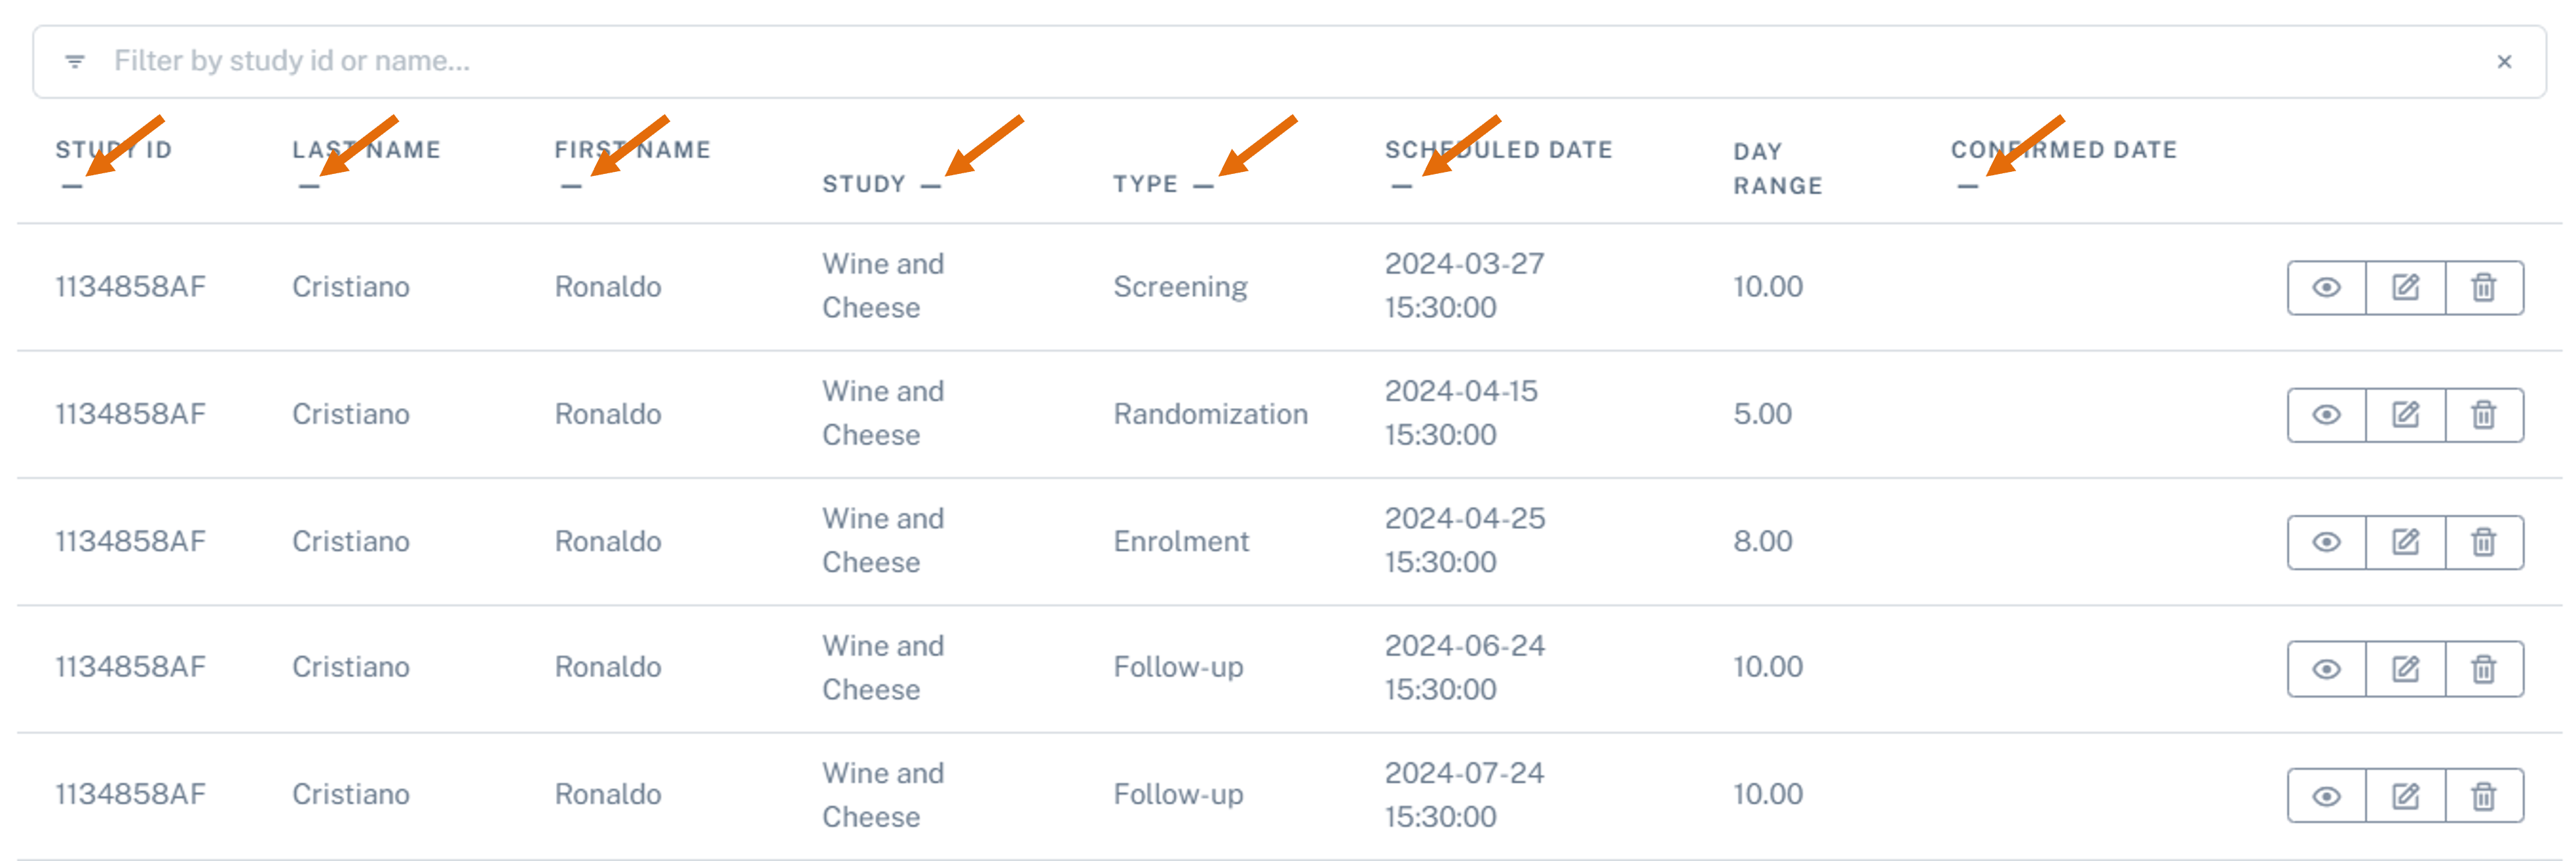 Filter by study id or name...
STUDY ID LAST NAME FIRST NAME STUDY TYPE SCHEDULED DATE DAY RANGE CONFIRMED DATE
1134858AF Cristiano Ronaldo Wine and Cheese Screening 2024-03-27 15:30:00 10.00
1134858AF Cristiano Ronaldo Wine and Cheese Randomization 2024-04-15 15:30:00 5.00
1134858AF Cristiano Ronaldo Wine and Cheese Enrolment 2024-04-25 15:30:00 8.00
1134858AF Cristiano Ronaldo Wine and Cheese Follow-up 2024-06-24 15:30:00 10.00
1134858AF Cristiano Ronaldo Wine and Cheese Follow-up 2024-07-24 15:30:00 10.00